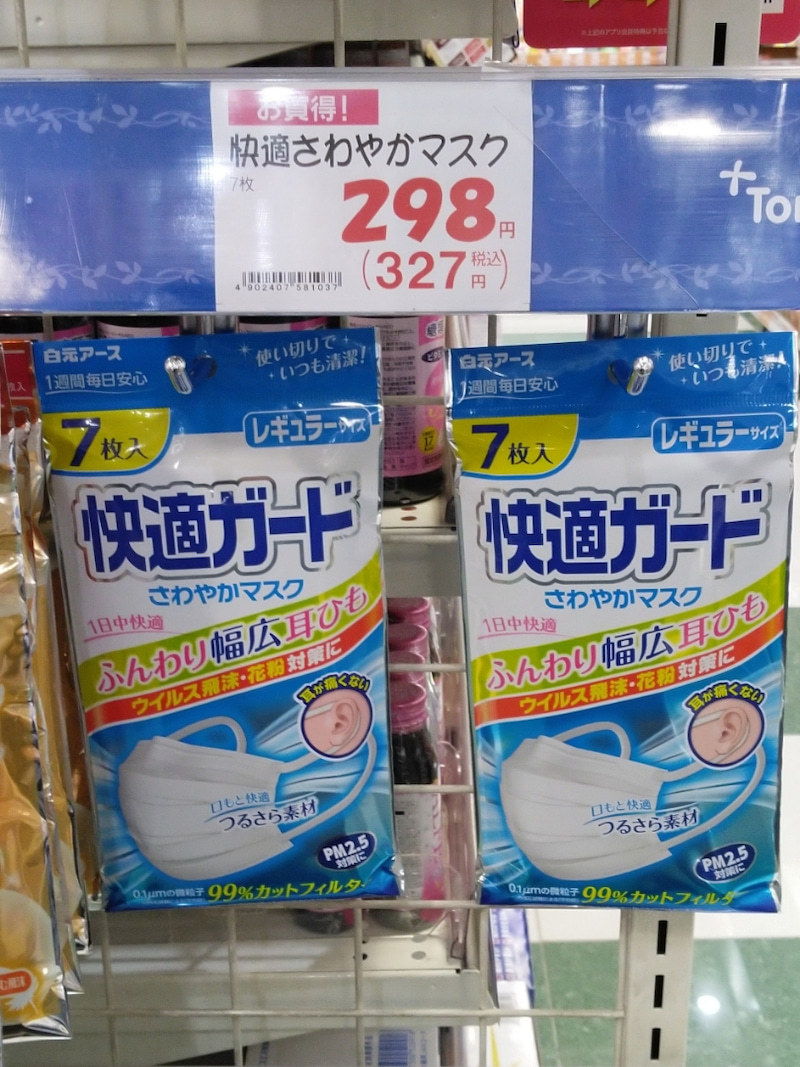 お買得!
快適さわやかマスク
7枚
298円
(327円税込)
4 902407 581037
白元アース
1週間毎日安心
使い切りで
いつも清潔!
7枚入
レギュラーサイズ
快適ガード
さわやかマスク
1日中快適
ふんわり幅広耳ひも
ウイルス飛沫・花粉対策に
耳が痛くない
口もと快適
つるさら素材
PM2.5
対策に
0.1μmの微粒子 99%カットフィルタ
白元アース
1週間毎日安心
使い切りで
いつも清潔!
7枚入
レギュラーサイズ
快適ガード
さわやかマスク
1日中快適
ふんわり幅広耳ひも
ウイルス飛沫・花粉対策に
耳が痛くない
口もと快適
つるさら素材
PM2.5
対策に
0.1μmの微粒子 99%カットフィルタ